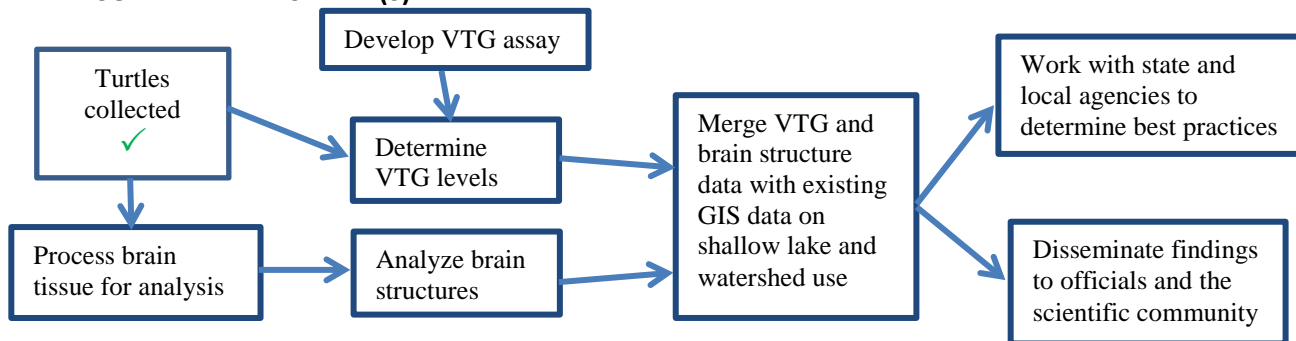 Develop VTG assay
Turtles
collected
✓
Determine
VTG levels
Process brain
tissue for analysis
Analyze brain
structures
Merge VTG and
brain structure
data with existing
GIS data on
shallow lake and
watershed use
Work with state and
local agencies to
determine best practices
Disseminate findings
to officials and the
scientific community